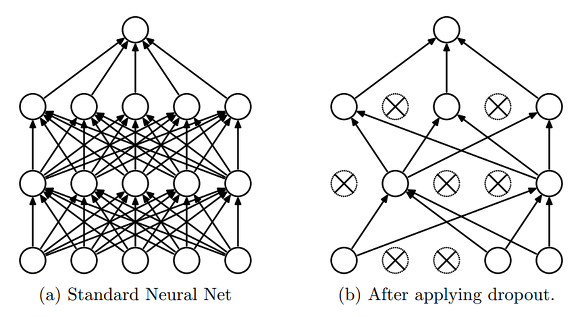 (a) Standard Neural Net
(b) After applying dropout.